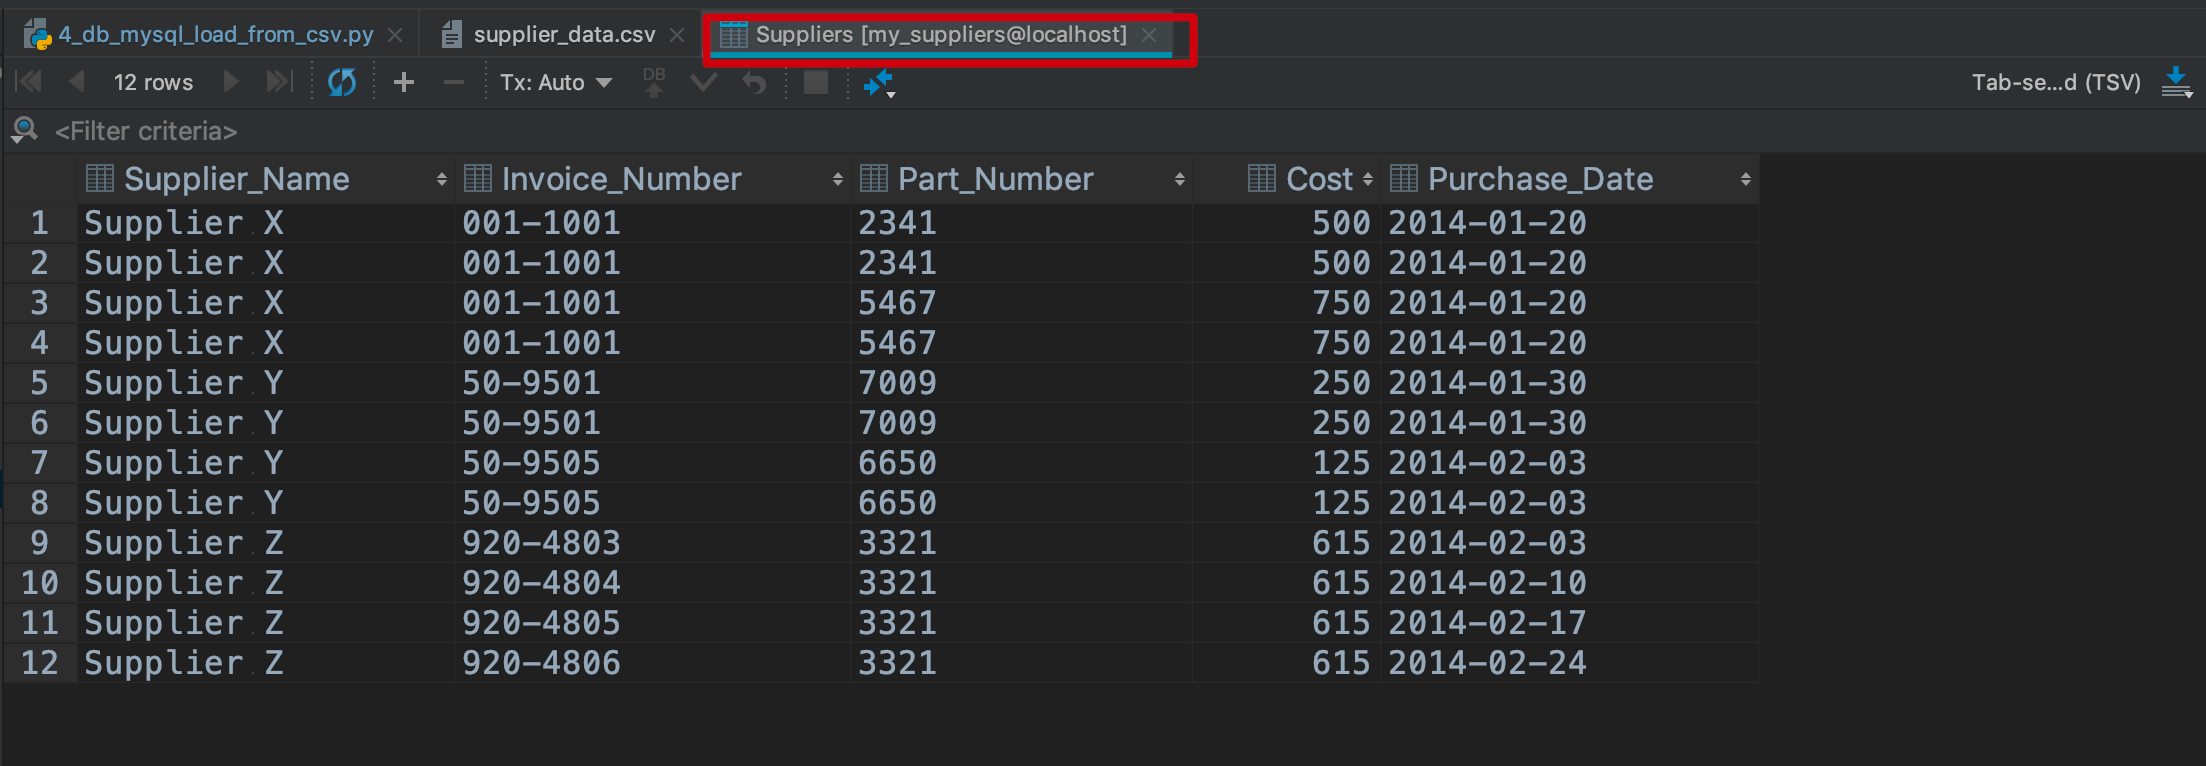 4_db_mysql_load_from_csv.py supplier_data.csv Suppliers [my_suppliers@localhost]
12 rows Tx: Auto DB Tab-se...d (TSV)
<Filter criteria>
Supplier_Name Invoice_Number Part_Number Cost Purchase_Date
1 Supplier X 001-1001 2341 500 2014-01-20
2 Supplier X 001-1001 2341 500 2014-01-20
3 Supplier X 001-1001 5467 750 2014-01-20
4 Supplier X 001-1001 5467 750 2014-01-20
5 Supplier Y 50-9501 7009 250 2014-01-30
6 Supplier Y 50-9501 7009 250 2014-01-30
7 Supplier Y 50-9505 6650 125 2014-02-03
8 Supplier Y 50-9505 6650 125 2014-02-03
9 Supplier Z 920-4803 3321 615 2014-02-03
10 Supplier Z 920-4804 3321 615 2014-02-10
11 Supplier Z 920-4805 3321 615 2014-02-17
12 Supplier Z 920-4806 3321 615 2014-02-24